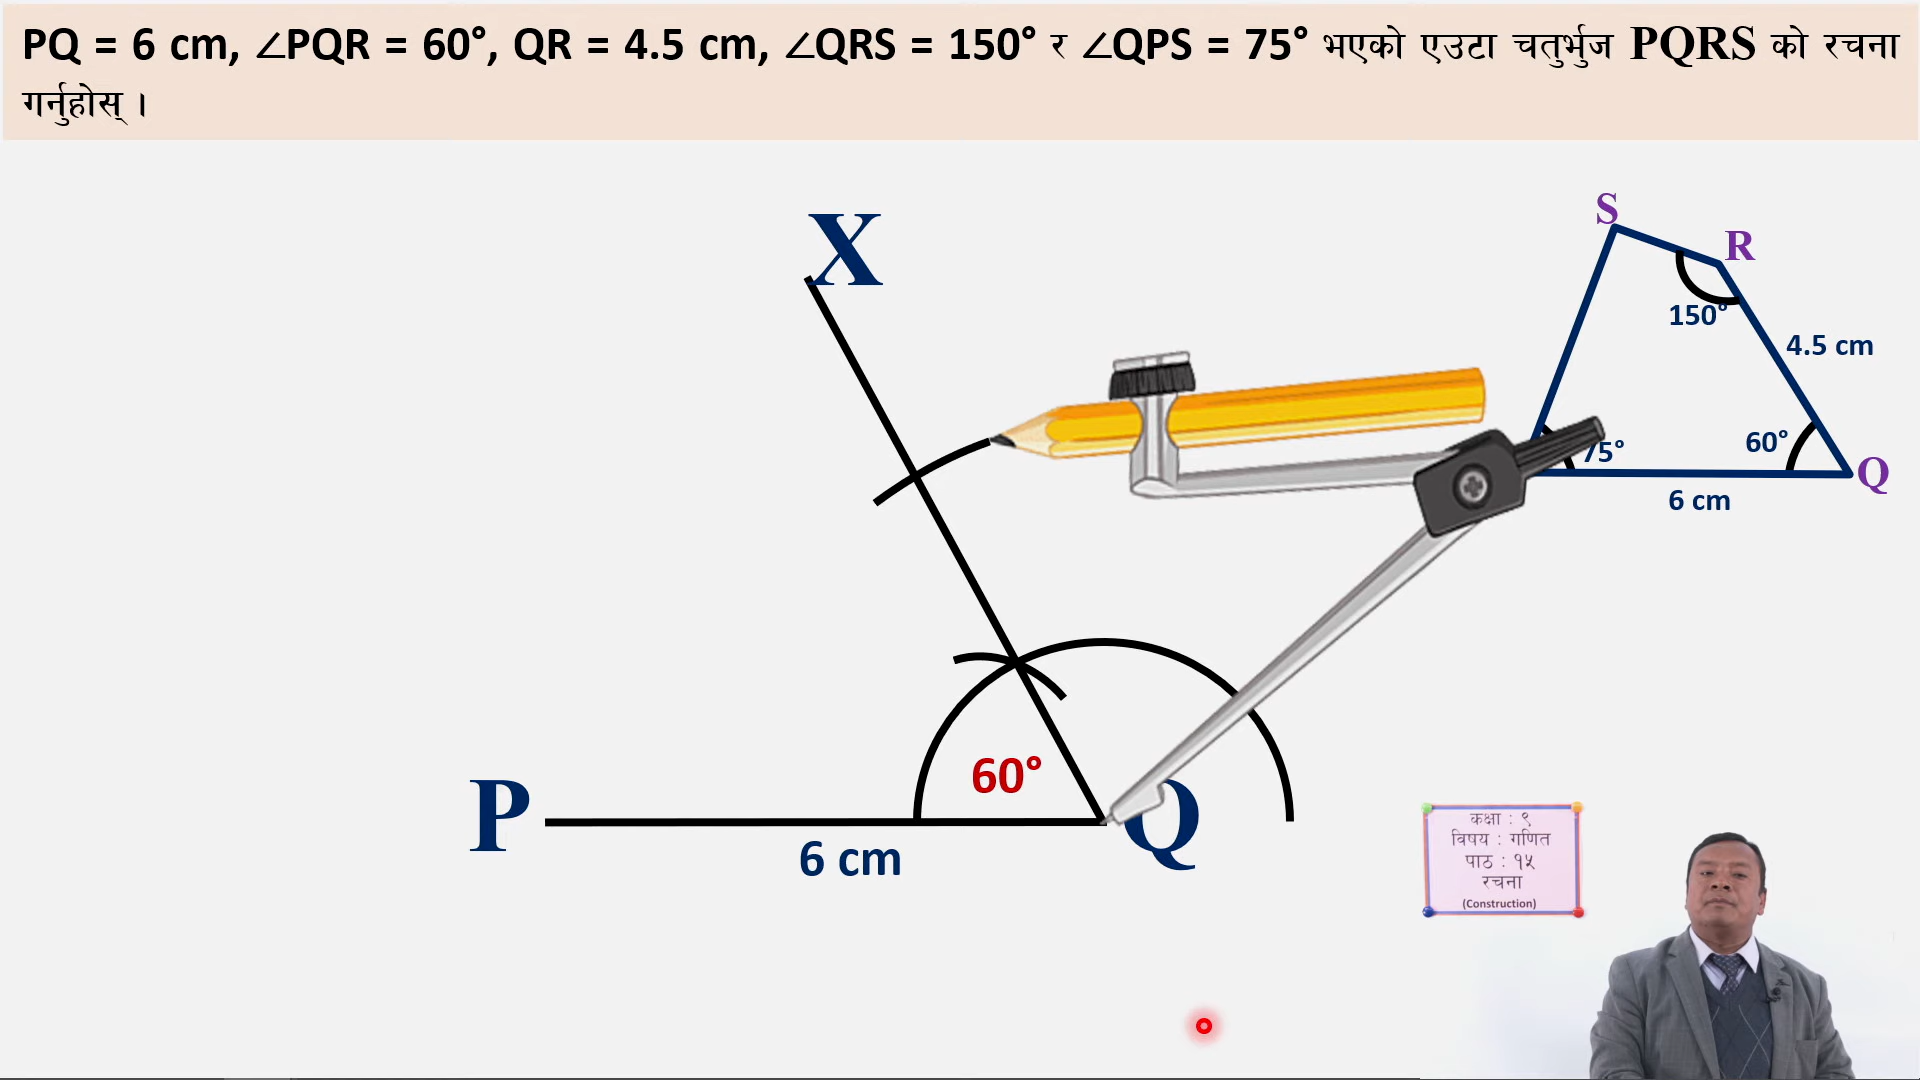 PQ = 6 cm, ∠PQR = 60°, QR = 4.5 cm, ∠QRS = 150° र ∠QPS = 75° भएको एउटा चतुर्भुज PQRS को रचना
गर्नुहोस् ।
S
R
X
150°
4.5 cm
75°
60°
Q
6 cm
60°
P
Q
6 cm
कक्षा : ९
विषय : गणित
पाठ : १५
रचना
(Construction)